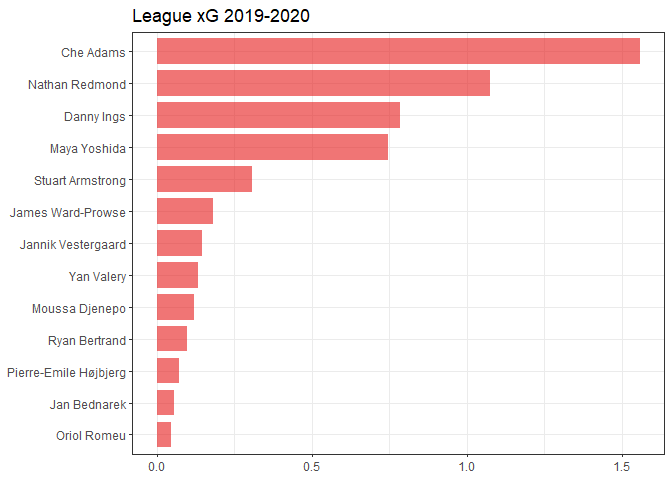 League xG 2019-2020
Che Adams
Nathan Redmond
Danny Ings
Maya Yoshida
Stuart Armstrong
James Ward-Prowse
Jannik Vestergaard
Yan Valery
Moussa Djenepo
Ryan Bertrand
Pierre-Emile Højbjerg
Jan Bednarek
Oriol Romeu
0.0 0.5 1.0 1.5